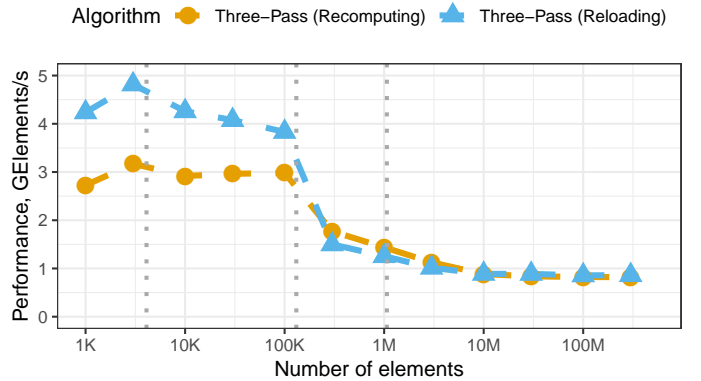 Algorithm Three−Pass (Recomputing) Three−Pass (Reloading)
Performance, GElements/s
5
4
3
2
1
0
1K 10K 100K 1M 10M 100M
Number of elements